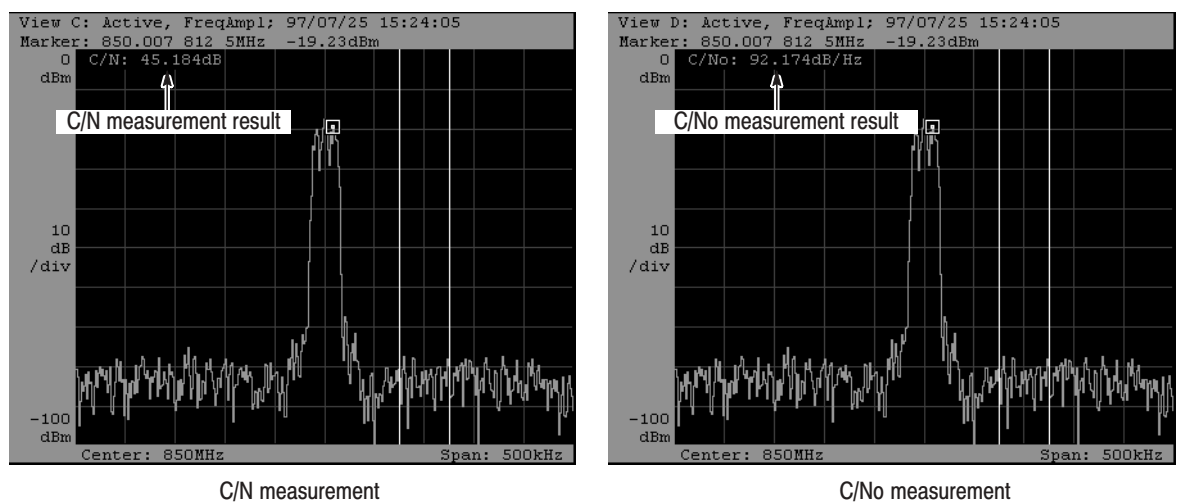 View C: Active, FreqAmpl; 97/07/25 15:24:05
Marker: 850.007 812 5MHz -19.23dBm
0
dBm
C/N: 45.184dB
C/N measurement result
10
dB
/div
-100
dBm
Center: 850MHz Span: 500kHz
C/N measurement
View D: Active, FreqAmpl; 97/07/25 15:24:05
Marker: 850.007 812 5MHz -19.23dBm
0
dBm
C/No: 92.174dB/Hz
C/No measurement result
10
dB
/div
-100
dBm
Center: 850MHz Span: 500kHz
C/No measurement